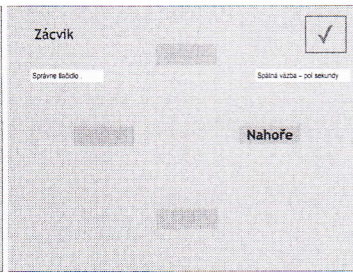 Zácvik
Správne tlačidlo
Spätná väzba – pol sekundy
Nahoře